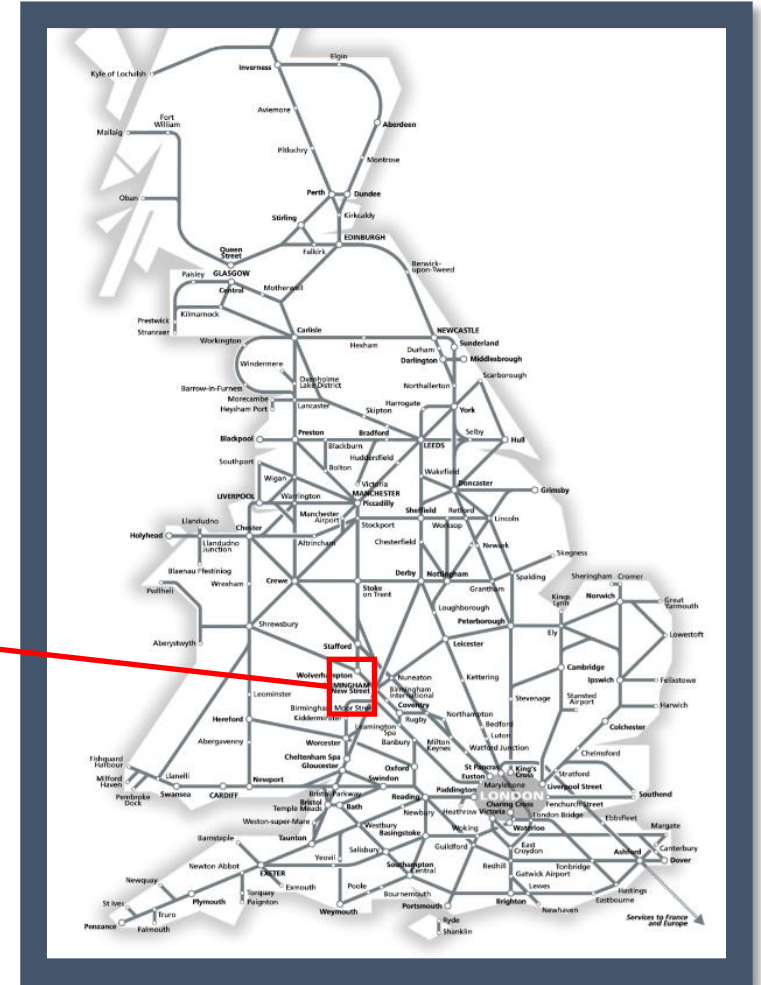 Elgin
Inverness
Kyle of Lochalsh
Aviemore
Fort
William
Aberdeen
Mallaig
Pitlochry
Montrose
Perth
Dundee
Oban
Stirling
Kirkcaldy
Queen
Street
Falkirk
EDINBURGH
Berwick-
upon-Tweed
Paisley
GLASGOW
Central
Motherwell
Kilmarnock
Prestwick
Stranraer
Carlisle
NEWCASTLE
Workington
Hexham
Sunderland
Durham
Darlington
Middlesbrough
Windermere
Oxenholme
Lake District
Scarborough
Barrow-in-Furness
Northallerton
Morecambe
Heysham Port
Lancaster
Harrogate
Skipton
York
Blackpool
Preston
Bradford
Selby
Hull
Blackburn
LEEDS
Huddersfield
Southport
Bolton
Wakefield
Wigan
Victoria
Doncaster
MANCHESTER
Piccadilly
Grimsby
LIVERPOOL
Warrington
Manchester
Airport
Sheffield
Retford
Llandudno
Chester
Stockport
Worksop
Lincoln
Holyhead
Llandudno
Junction
Altrincham
Chesterfield
Newark
Skegness
Blaenau Ffestiniog
Pwllheli
Wrexham
Crewe
Stoke
on Trent
Derby
Nottingham
Grantham
Spalding
Sheringham
Cromer
Kings
Lynn
Norwich
Great
Yarmouth
Loughborough
Peterborough
Shrewsbury
Ely
Lowestoft
Aberystwyth
Stafford
Leicester
Wolverhampton
Cambridge
MINGHAM
New Street
Nuneaton
Kettering
Ipswich
Felixstowe
Birmingham
International
Leominster
Stansted
Airport
Stevenage
Birmingham Moor Street
Coventry
Harwich
Kidderminster
Rugby
Northampton
Hereford
Leamington
Spa
Bedford
Colchester
Abergavenny
Worcester
Banbury
Milton
Keynes
Luton
Watford Junction
Chelmsford
Fishguard
Harbour
Cheltenham Spa
Gloucester
Oxford
St Pancras
King's
Cross
Euston
Stratford
Milford
Haven
Llanelli
Swindon
Marylebone
Liverpool Street
Pembroke
Dock
Swansea
CARDIFF
Newport
Bristol Parkway
Reading
Paddington
LONDON
Southend
Bristol
Temple Meads
Bath
Newbury
Heathrow
Victoria
Charing Cross
Fenchurch Street
London Bridge
Ebbsfleet
Weston-super-Mare
Westbury
Basingstoke
Woking
Waterloo
Margate
Barnstaple
Taunton
Salisbury
Guildford
East
Croydon
Ashford
Canterbury
Newton Abbot
Yeovil
Southampton
Central
Redhill
Tonbridge
Dover
EXETER
Gatwick Airport
Newquay
Exmouth
Poole
Bournemouth
Lewes
Hastings
St Ives
Plymouth
Torquay
Paignton
Portsmouth
Brighton
Eastbourne
Truro
Weymouth
Newhaven
Penzance
Falmouth
Ryde
Shanklin
Services to France
and Europe